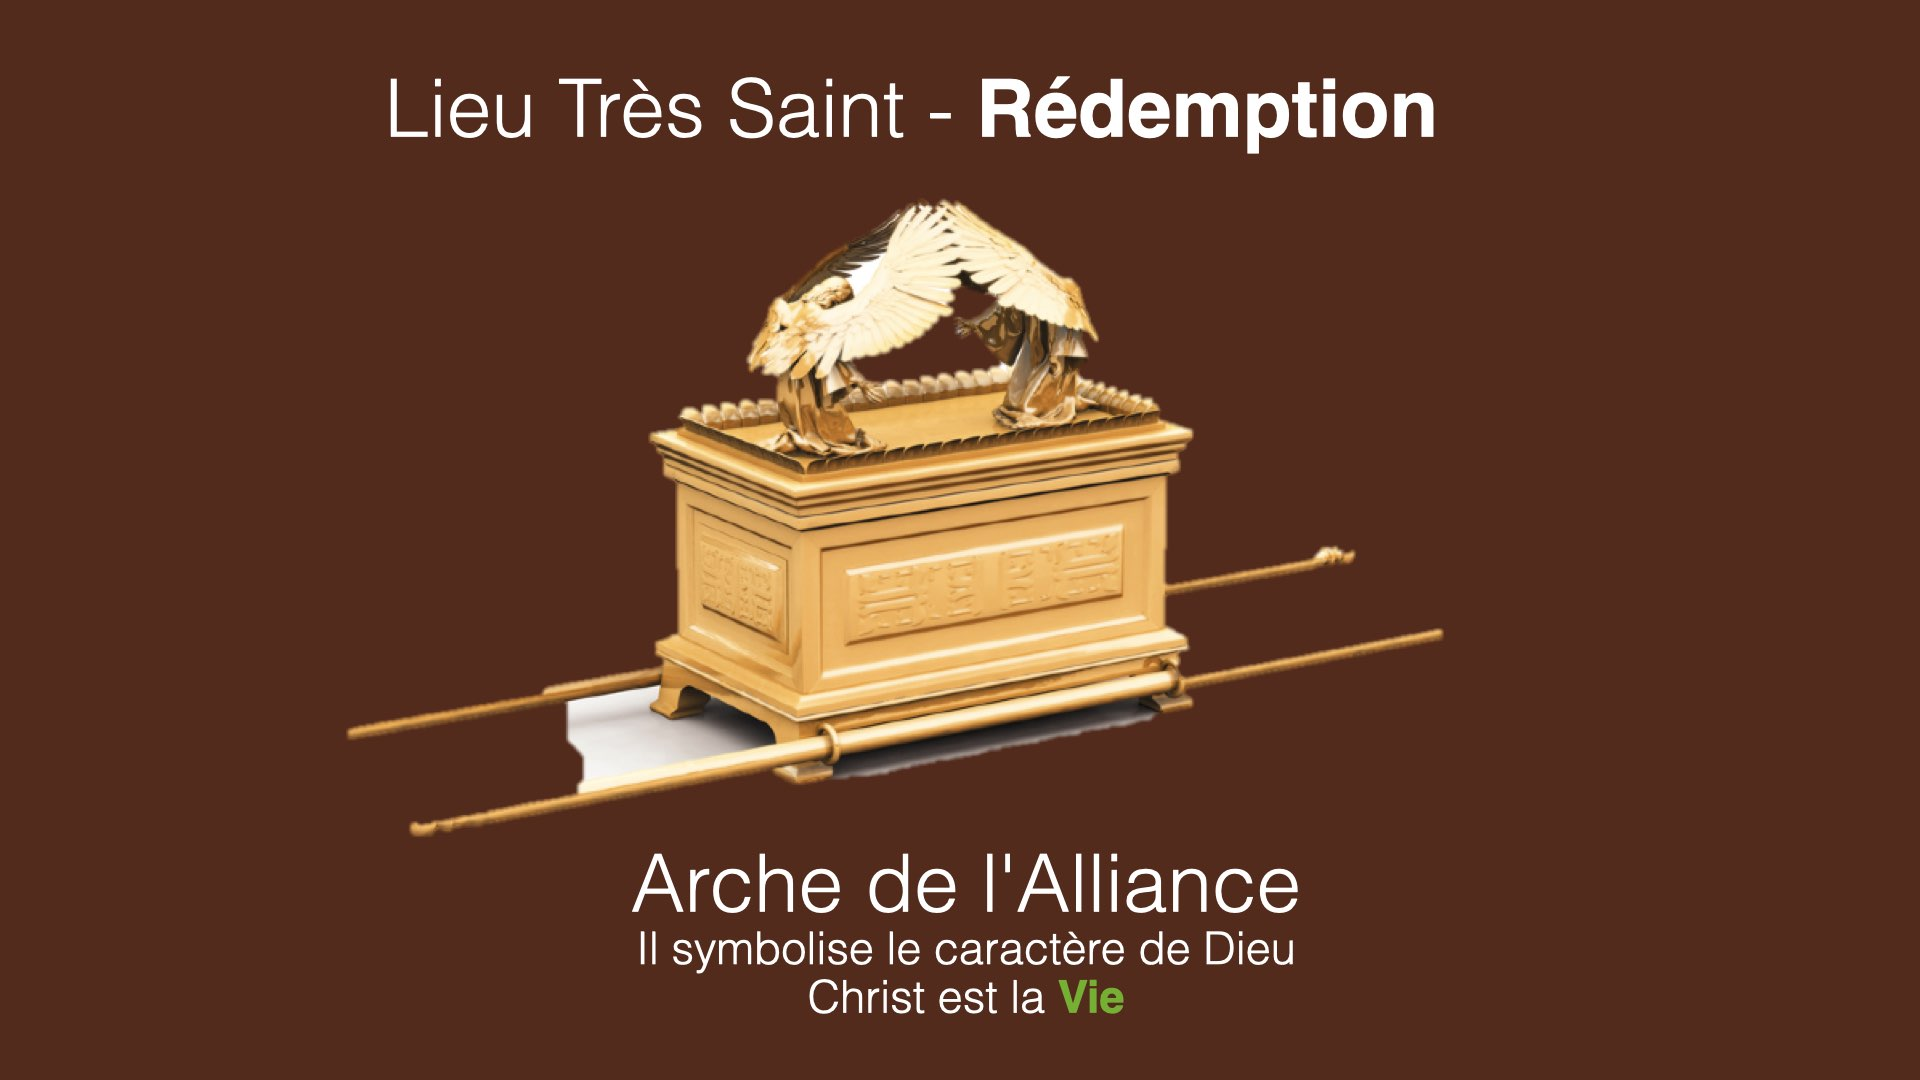 Lieu Très Saint - Rédemption
Arche de l'Alliance
Il symbolise le caractère de Dieu
Christ est la Vie